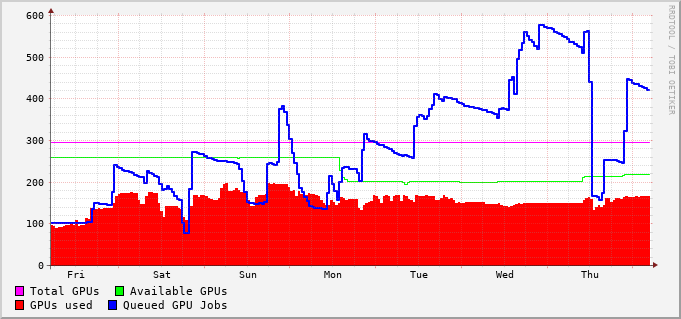 RRDTOOL / TOBI OETIKER
600
500
400
300
200
100
0
Fri Sat Sun Mon Tue Wed Thu
Total GPUs Available GPUs
GPUs used Queued GPU Jobs